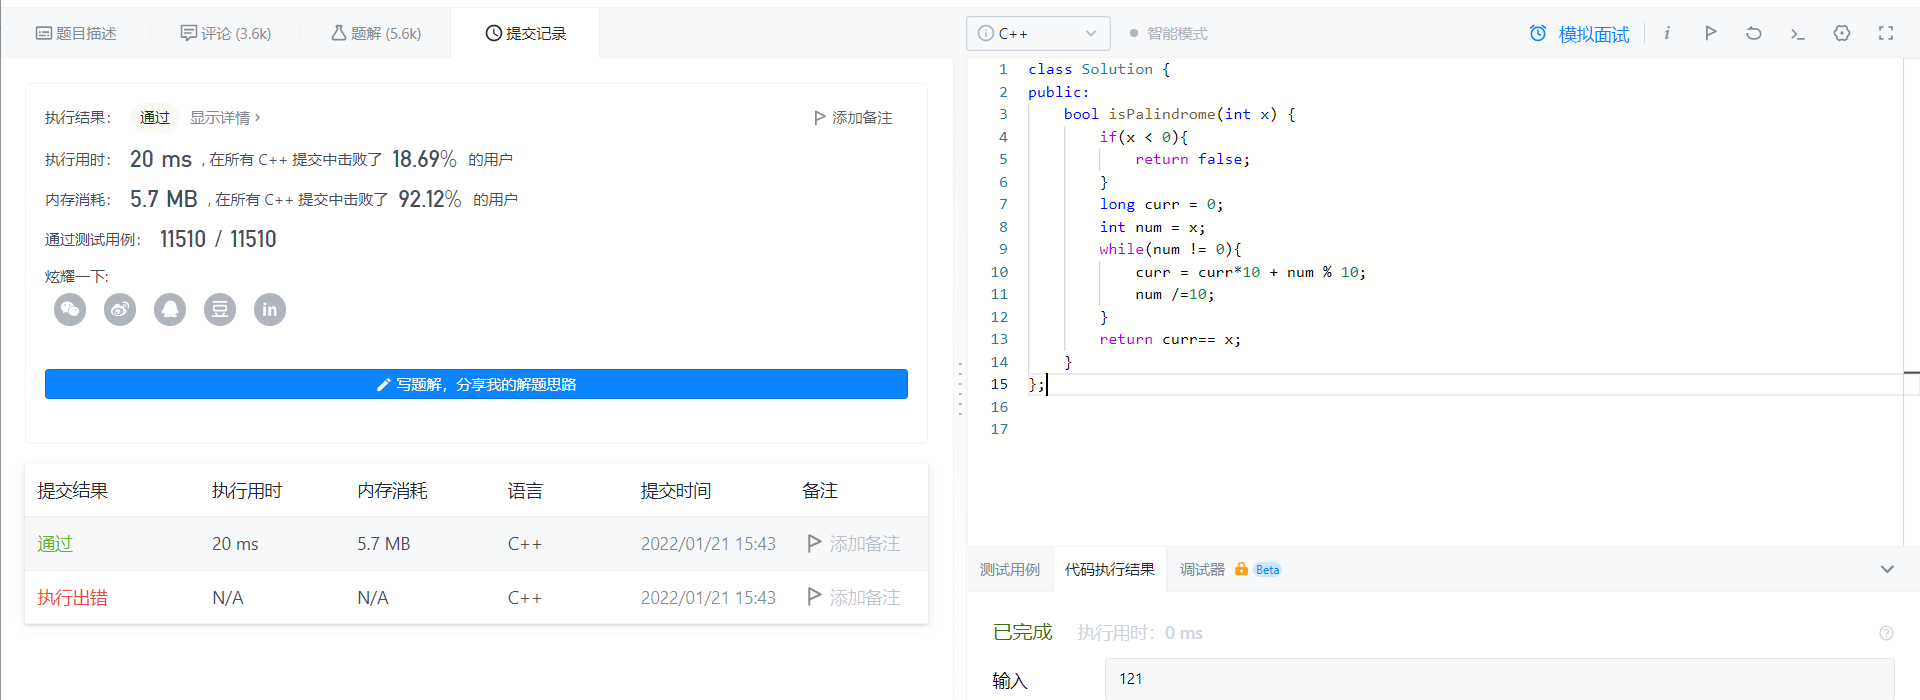 题目描述
评论 (3.6k)
题解 (5.6k)
提交记录
执行结果：
通过
显示详情 ›
添加备注
执行用时：
20 ms
, 在所有 C++ 提交中击败了
18.69%
的用户
内存消耗：
5.7 MB
, 在所有 C++ 提交中击败了
92.12%
的用户
通过测试用例：
11510 / 11510
炫耀一下:
豆
in
写题解，分享我的解题思路
提交结果 执行用时 内存消耗 语言 提交时间 备注
通过 20 ms 5.7 MB C++ 2022/01/21 15:43 添加备注
执行出错 N/A N/A C++ 2022/01/21 15:43 添加备注
C++
智能模式
模拟面试
i
1 class Solution {
2 public:
3     bool isPalindrome(int x) {
4         if(x < 0){
5             return false;
6         }
7         long curr = 0;
8         int num = x;
9         while(num != 0){
10             curr = curr*10 + num % 10;
11             num /=10;
12         }
13         return curr== x;
14     }
15 };
16
17
测试用例
代码执行结果
调试器
Beta
已完成
执行用时：0 ms
输入
121